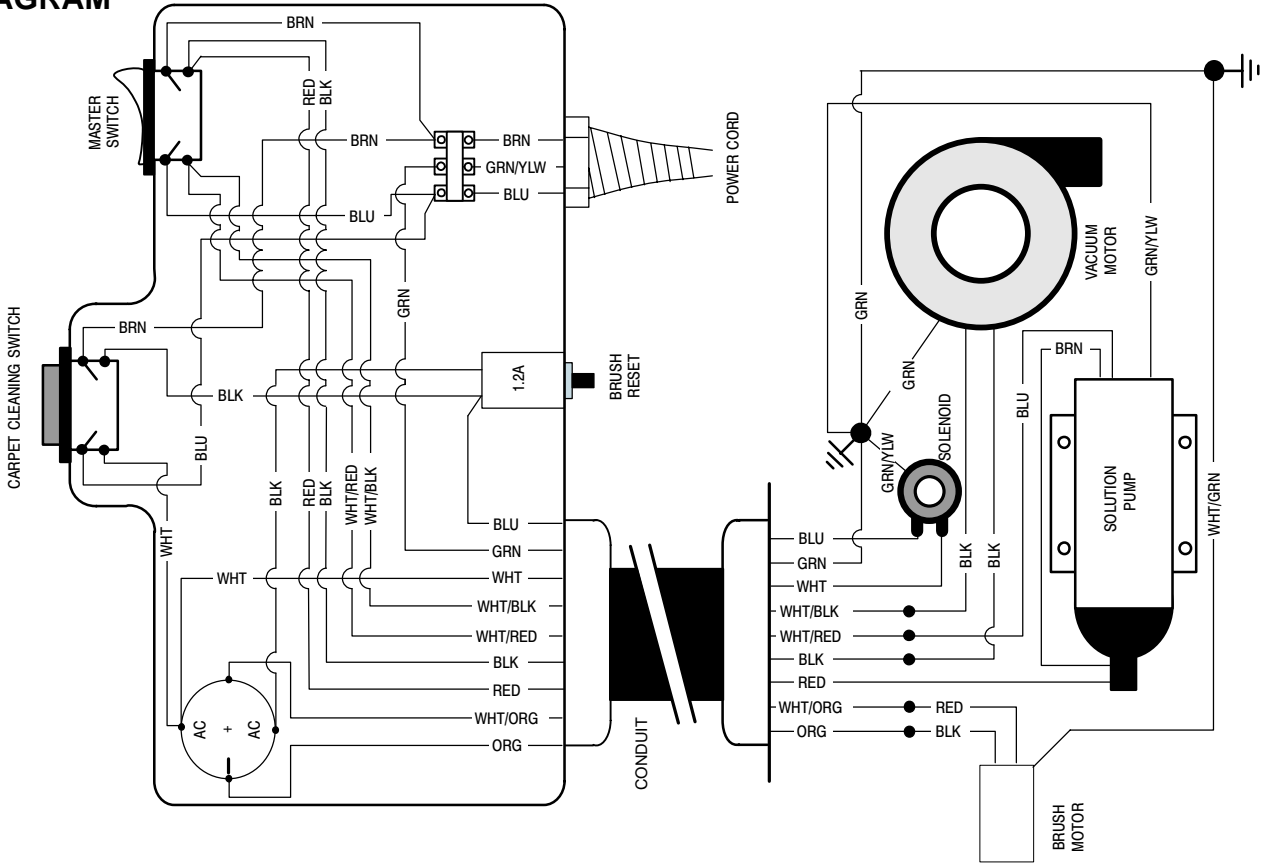 AGRAM
BRN
MASTER
SWITCH
RED
BLK
BRN
BRN
GRN/YLW
BLU
BLU
POWER CORD
CARPET CLEANING SWITCH
BRN
BLK
BLU
GRN
1.2A
BRUSH
RESET
BLK
RED
BLK
WHT/RED
WHT/BLK
WHT
WHT
BLU
GRN
WHT
WHT/BLK
WHT/RED
BLK
RED
WHT/ORG
ORG
AC
+
AC
CONDUIT
BLU
GRN
WHT
WHT/BLK
WHT/RED
BLK
RED
WHT/ORG
ORG
RED
BLK
BRUSH
MOTOR
GRN
GRN
GRN/YLW
SOLENOID
BLK
BLK
VACUUM
MOTOR
GRN/YLW
BRN
BLU
SOLUTION
PUMP
WHT/GRN